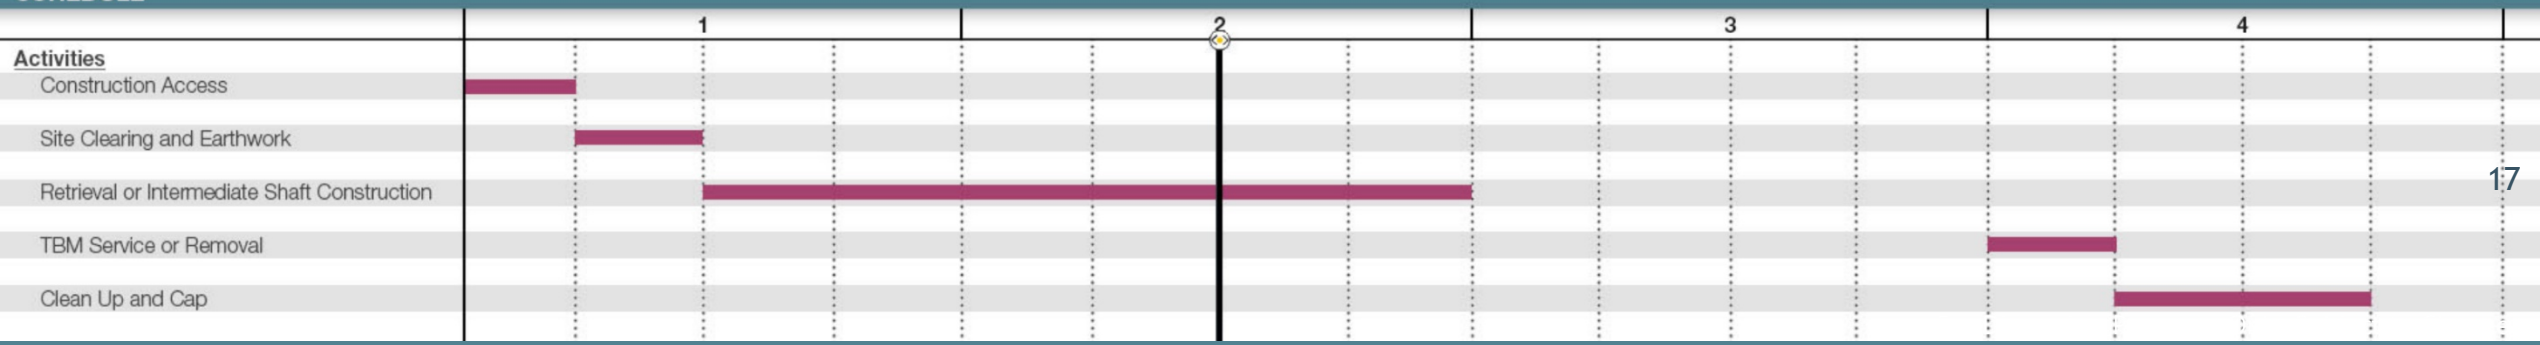 1 2 3 4
Activities
Construction Access
Site Clearing and Earthwork
Retrieval or Intermediate Shaft Construction
17
TBM Service or Removal
Clean Up and Cap